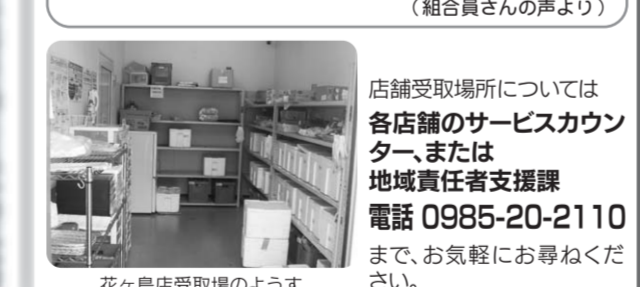 (組合員さんの声より)
店舗受取場所については
各店舗のサービスカウン
ター、または
地域責任者支援課
電話 0985-20-2110
まで、お気軽にお尋ねくだ
さい。
花ヶ島店受取場のようす